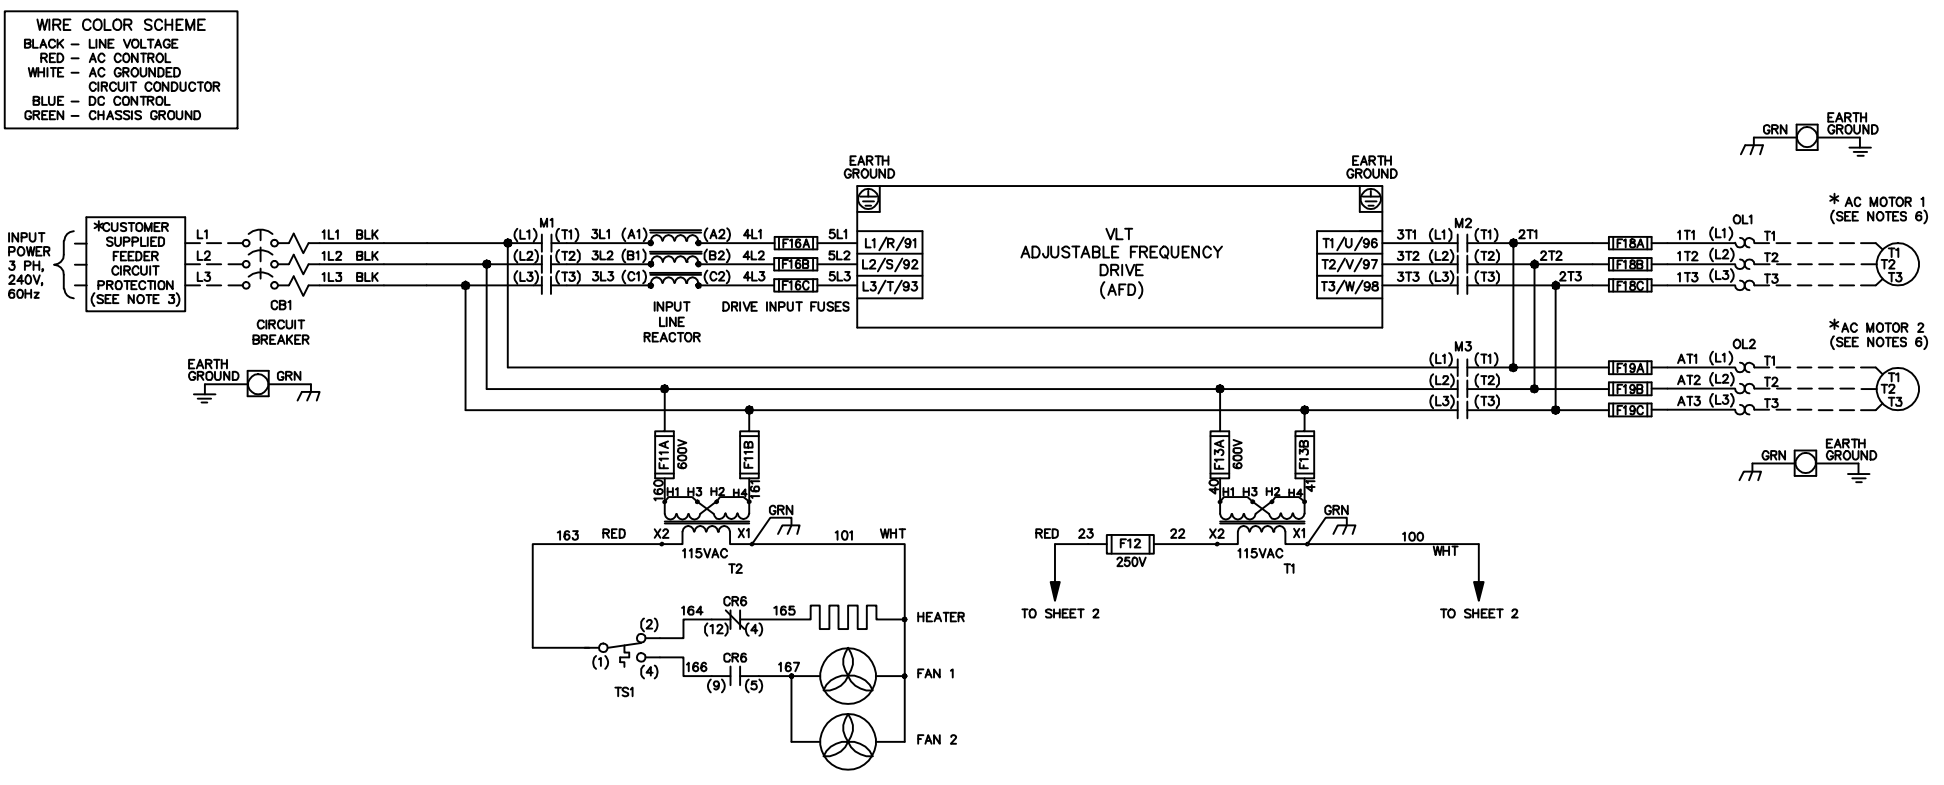 WIRE COLOR SCHEME
BLACK – LINE VOLTAGE
RED – AC CONTROL
WHITE – AC GROUNDED
CIRCUIT CONDUCTOR
BLUE – DC CONTROL
GREEN – CHASSIS GROUND
INPUT
POWER
3 PH,
240V,
60Hz
*CUSTOMER
SUPPLIED
FEEDER
CIRCUIT
PROTECTION
(SEE NOTE 3)
L1
L2
L3
CB1
CIRCUIT
BREAKER
1L1 BLK
1L2 BLK
1L3 BLK
EARTH
GROUND
GRN
M1
(L1) (T1) 3L1 (A1) (A2) 4L1 F16A 5L1
(L2) (T2) 3L2 (B1) (B2) 4L2 F16B 5L2
(L3) (T3) 3L3 (C1) (C2) 4L3 F16C 5L3
INPUT
LINE
REACTOR
DRIVE INPUT FUSES
EARTH
GROUND
EARTH
GROUND
L1/R/91
L2/S/92
L3/T/93
VLT
ADJUSTABLE FREQUENCY
DRIVE
(AFD)
T1/U/96
T2/V/97
T3/W/98
M2
3T1 (L1) (T1) 2T1
3T2 (L2) (T2) 2T2
3T3 (L3) (T3) 2T3
OL1
F18A 1T1 (L1) T1
F18B 1T2 (L2) T2
F18C 1T3 (L3) T3
GRN
EARTH
GROUND
* AC MOTOR 1
(SEE NOTES 6)
T1
T2
T3
M3
(L1) (T1)
(L2) (T2)
(L3) (T3)
OL2
F19A AT1 (L1) T1
F19B AT2 (L2) T2
F19C AT3 (L3) T3
*AC MOTOR 2
(SEE NOTES 6)
T1
T2
T3
GRN
EARTH
GROUND
F11A
600V
F11B
160
161
H1 H3 H2 H4
GRN
163 RED X2 X1 101 WHT
115VAC
T2
F13A
600V
F13B
40
41
H1 H3 H2 H4
GRN
RED 23 F12 22 X2 X1 100
250V
115VAC
WHT
T1
TO SHEET 2
TO SHEET 2
CR6
164 165
(12) (4)
HEATER
(2)
(1)
(4)
TS1
CR6
166 167
(9) (5)
FAN 1
FAN 2